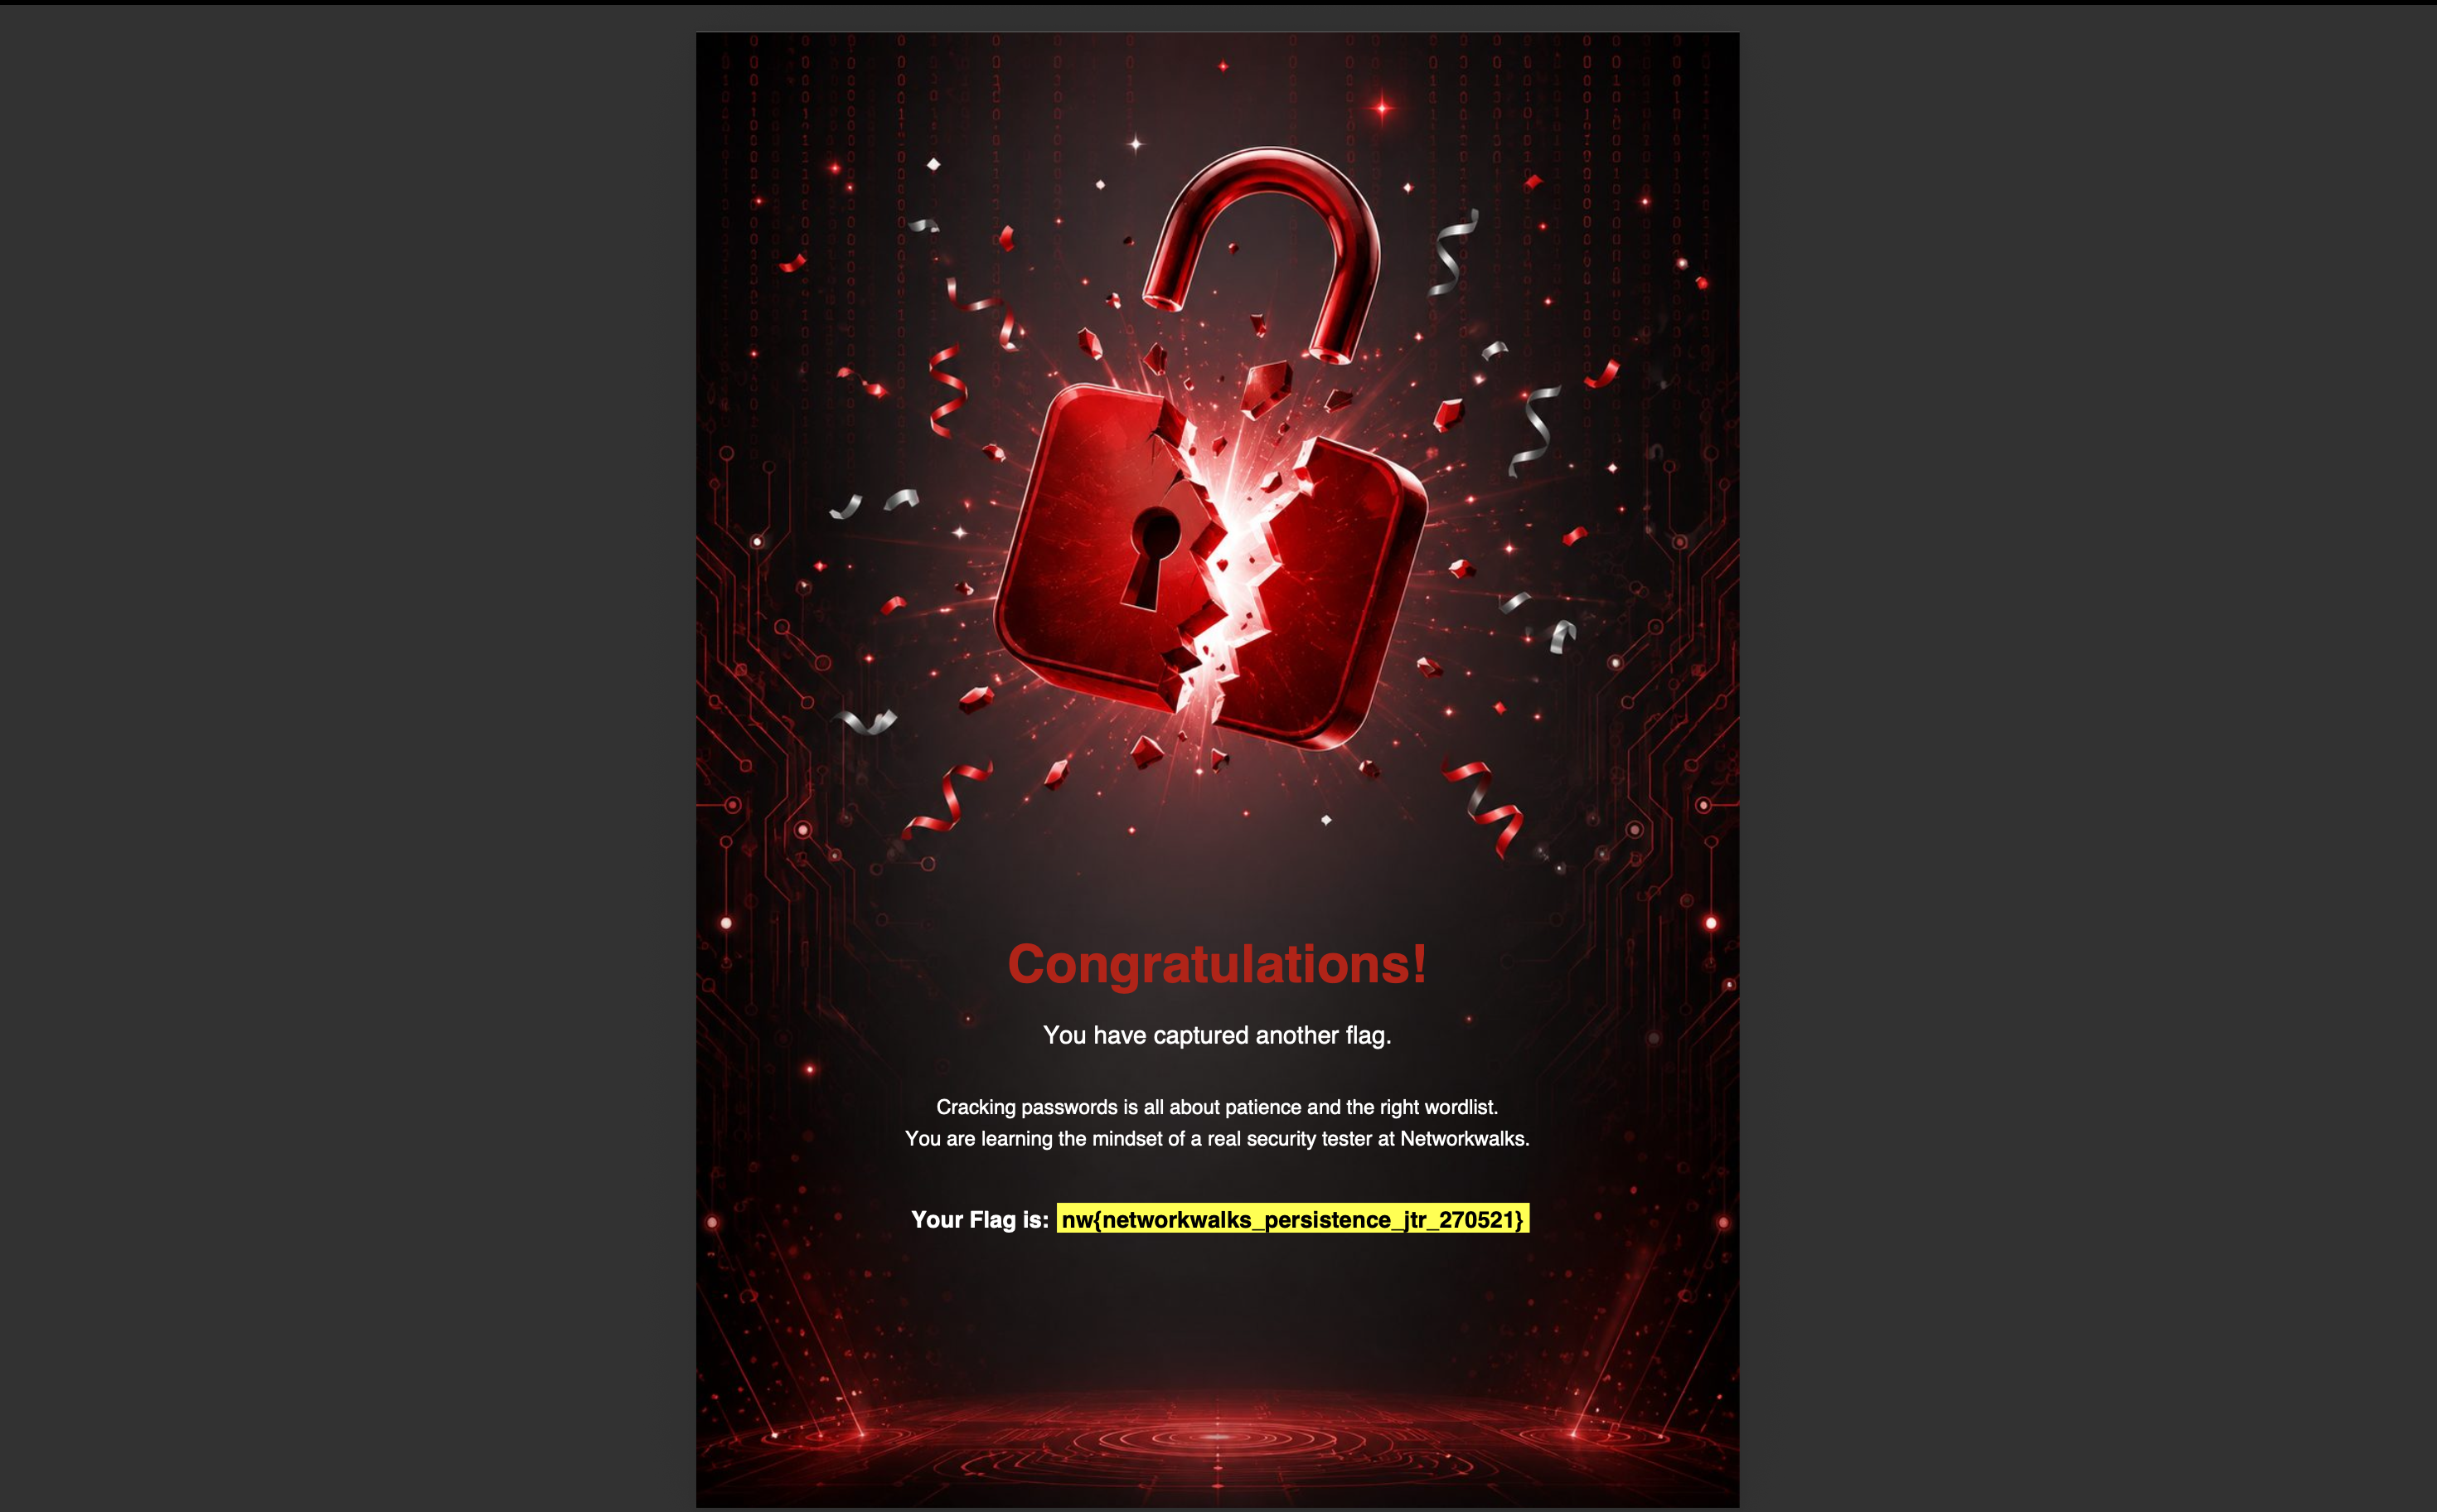 Congratulations!
You have captured another flag.
Cracking passwords is all about patience and the right wordlist.
You are learning the mindset of a real security tester at Networkwalks.
Your Flag is: nw{networkwalks_persistence_jtr_270521}